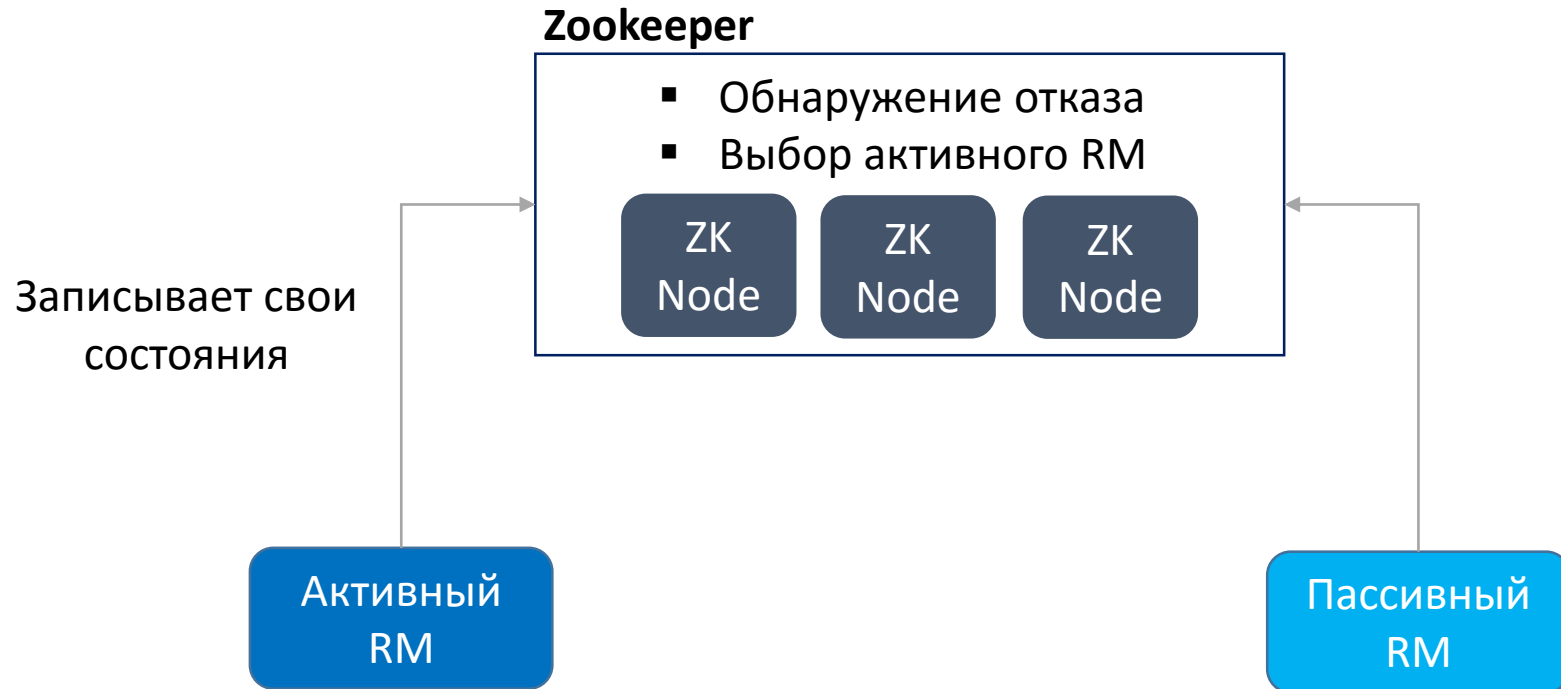 Zookeeper
▪ Обнаружение отказа
▪ Выбор активного RM
ZK
Node
ZK
Node
ZK
Node
Записывает свои
состояния
Активный
RM
Пассивный
RM